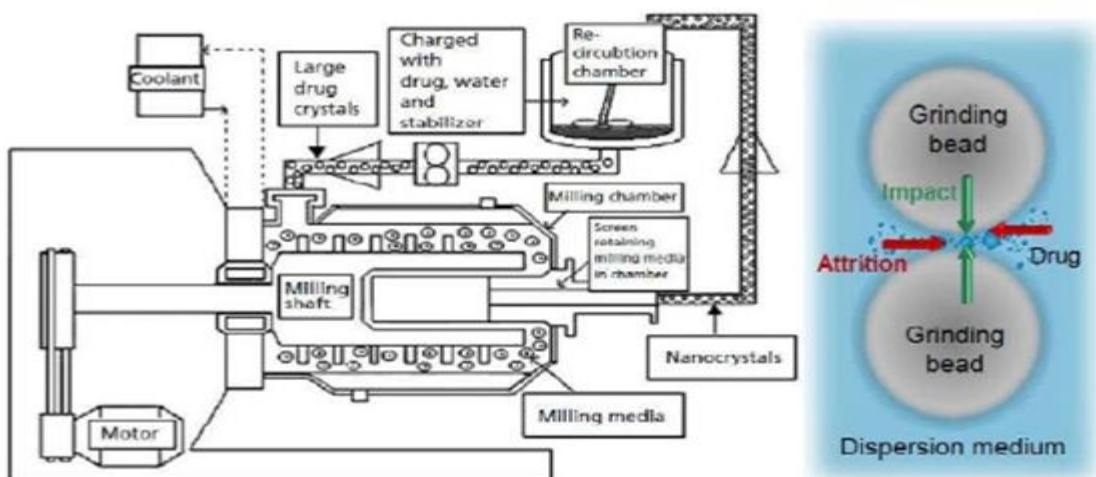 Coolant
Large
drug
crystals
Charged
with
drug, water
and
stabilizer
Re-
circubtion
chamber
Milling chamber
Screen
retaining
milling media
in chamber
Milling
shaft
Nanocrystals
Milling media
Motor
Grinding
bead
Impact
Attrition
Drug
Grinding
bead
Dispersion medium